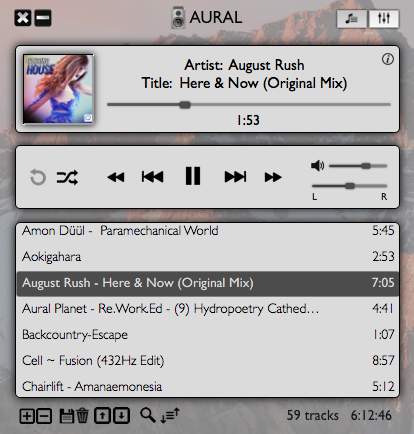 AURAL
HOUSE
Artist: August Rush
Title: Here & Now (Original Mix)
1:53
L R
Amon Düül - Paramechanical World 5:45
Aokigahara 2:53
August Rush - Here & Now (Original Mix) 7:05
Aural Planet - Re.Work.Ed - (9) Hydropoetry Cathed... 4:41
Backcountry-Escape 1:07
Cell ~ Fusion (432Hz Edit) 8:57
Chairlift - Amanaemonesia 5:12
59 tracks 6:12:46